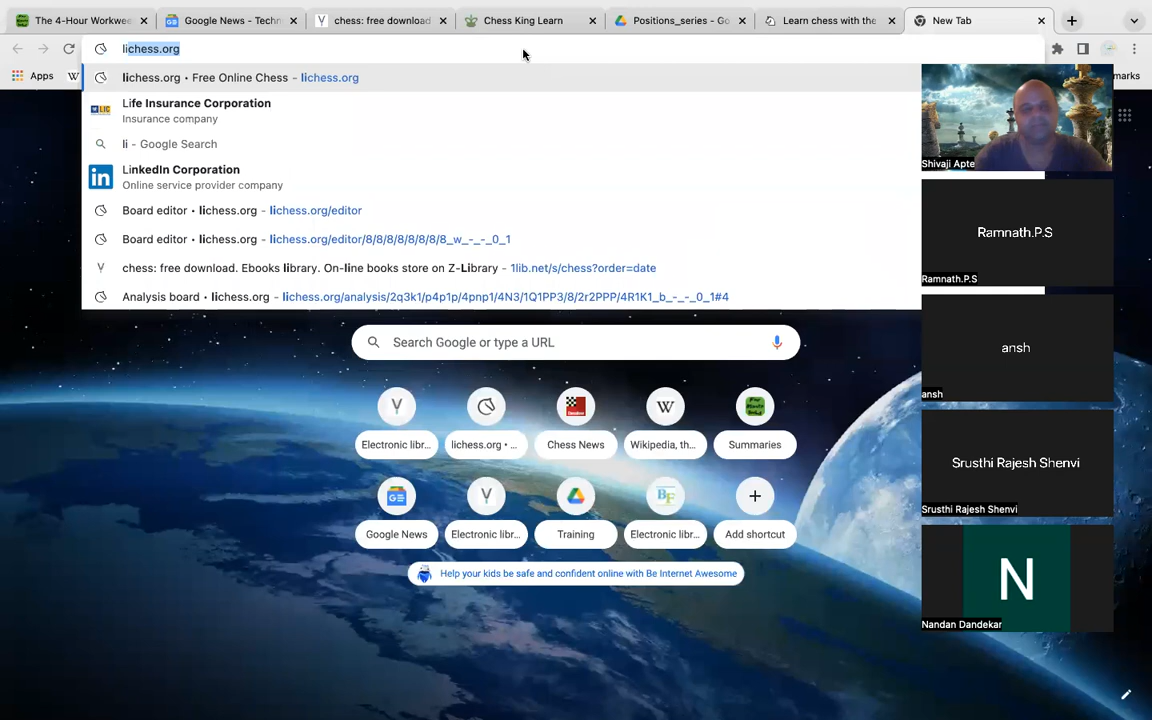 The 4-Hour Workwee
Google News - Techn
chess: free download
Chess King Learn
Positions_series - Go
Learn chess with the
New Tab
lichess.org
Apps
marks
lichess.org • Free Online Chess - lichess.org
Life Insurance Corporation
Insurance company
li - Google Search
LinkedIn Corporation
Online service provider company
Board editor • lichess.org - lichess.org/editor
Board editor • lichess.org - lichess.org/editor/8/8/8/8/8/8/8/8_w_-_-_0_1
chess: free download. Ebooks library. On-line books store on Z-Library - 1lib.net/s/chess?order=date
Analysis board • lichess.org - lichess.org/analysis/2q3k1/p4p1p/4pnp1/4N3/1Q1PP3/8/2r2PPP/4R1K1_b_-_-_0_1#4
Search Google or type a URL
Electronic libr...
lichess.org • ...
Chess News
Wikipedia, th...
Summaries
Google News
Electronic libr...
Training
Electronic libr...
Add shortcut
Help your kids be safe and confident online with Be Internet Awesome
Shivaji Apte
Ramnath.P.S
Ramnath.P.S
ansh
ansh
Srusthi Rajesh Shenvi
Srusthi Rajesh Shenvi
N
Nandan Dandekar